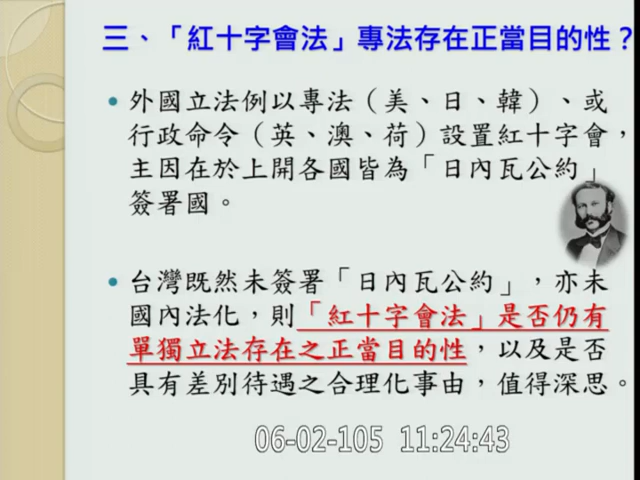 三、「紅十字會法」專法存在正當目的性？
• 外國立法例以專法（美、日、韓）、或
行政命令（英、澳、荷）設置紅十字會，
主因在於上開各國皆為「日內瓦公約」
簽署國。
• 台灣既然未簽署「日內瓦公約」，亦未
國內法化，則「紅十字會法」是否仍有
單獨立法存在之正當目的性，以及是否
具有差別待遇之合理化事由，值得深思。
06-02-105 11:24:43